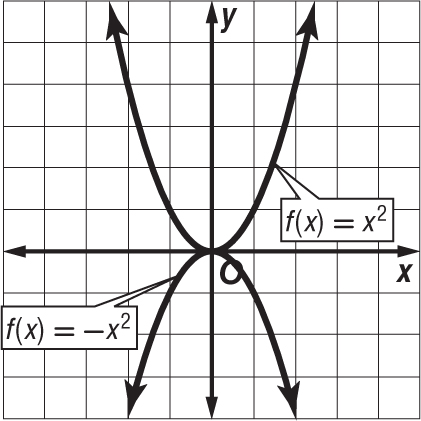 y
f(x) = x²
x
O
f(x) = −x²